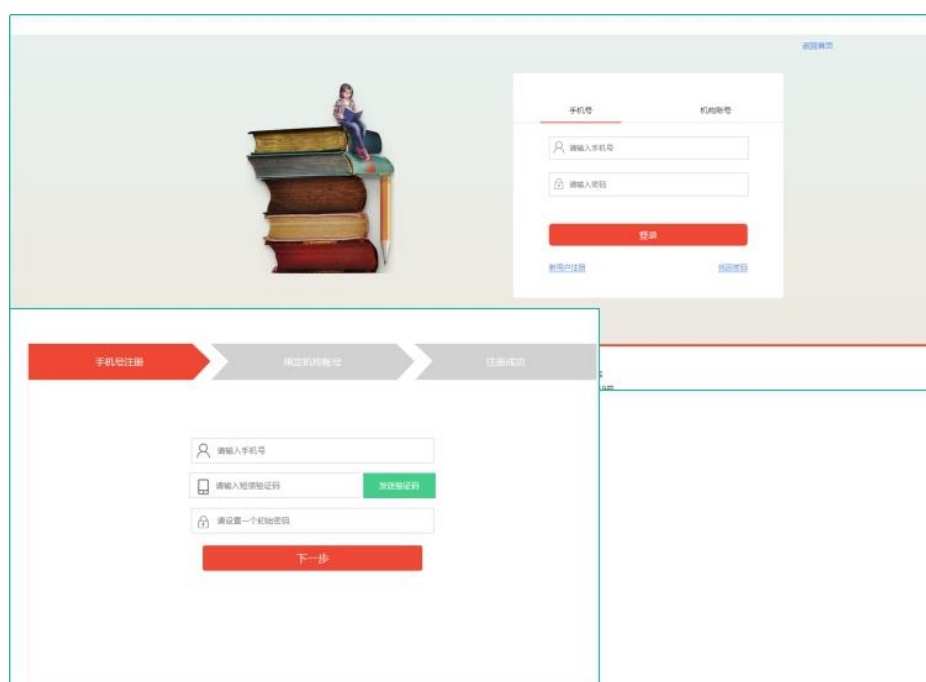 返回首页
手机号 机构账号
请输入手机号
请输入密码
登录
新用户注册 找回密码
手机号注册 绑定机构账号 注册成功
请输入手机号
请输入短信验证码 发送验证码
请设置一个初始密码
下一步